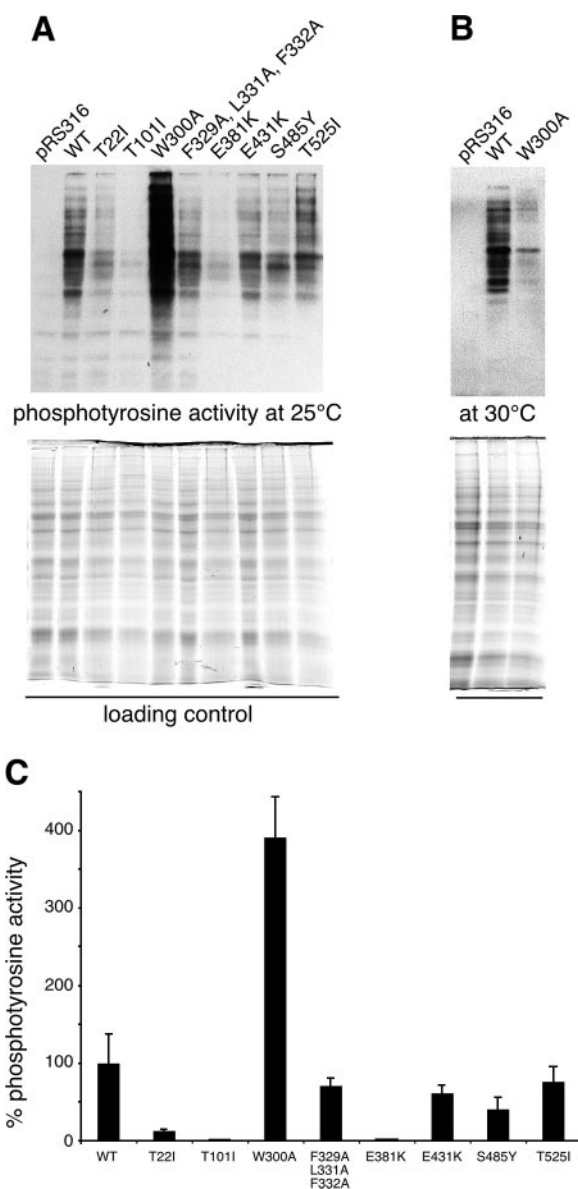 A
B
pRS316
WT
T22I
T101I
W300A
F329A, L331A, F332A
E381K
E431K
S485Y
T525I
pRS316
WT
W300A
phosphotyrosine activity at 25°C
at 30°C
loading control
C
% phosphotyrosine activity
400
300
200
100
0
WT
T22I
T101I
W300A
F329A
L331A
F332A
E381K
E431K
S485Y
T525I